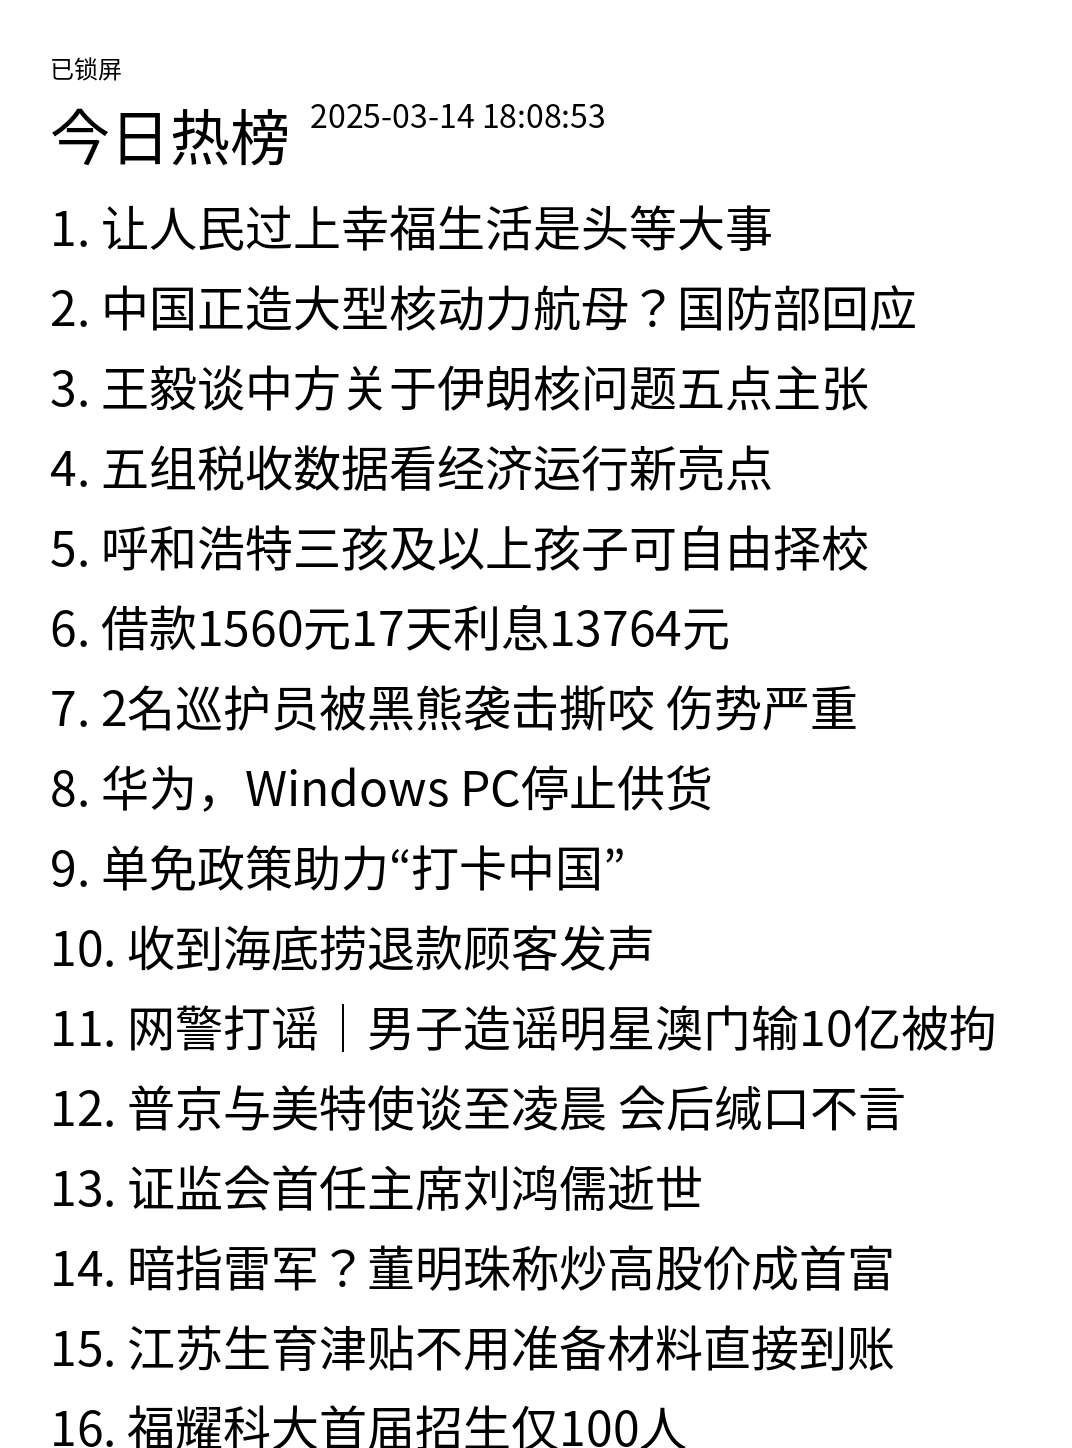 已锁屏
今日热榜 2025-03-14 18:08:53
1. 让人民过上幸福生活是头等大事
2. 中国正造大型核动力航母？国防部回应
3. 王毅谈中方关于伊朗核问题五点主张
4. 五组税收数据看经济运行新亮点
5. 呼和浩特三孩及以上孩子可自由择校
6. 借款1560元17天利息13764元
7. 2名巡护员被黑熊袭击撕咬 伤势严重
8. 华为，Windows PC停止供货
9. 单免政策助力“打卡中国”
10. 收到海底捞退款顾客发声
11. 网警打谣｜男子造谣明星澳门输10亿被拘
12. 普京与美特使谈至凌晨 会后缄口不言
13. 证监会首任主席刘鸿儒逝世
14. 暗指雷军？董明珠称炒高股价成首富
15. 江苏生育津贴不用准备材料直接到账
16. 福耀科大首届招生仅100人